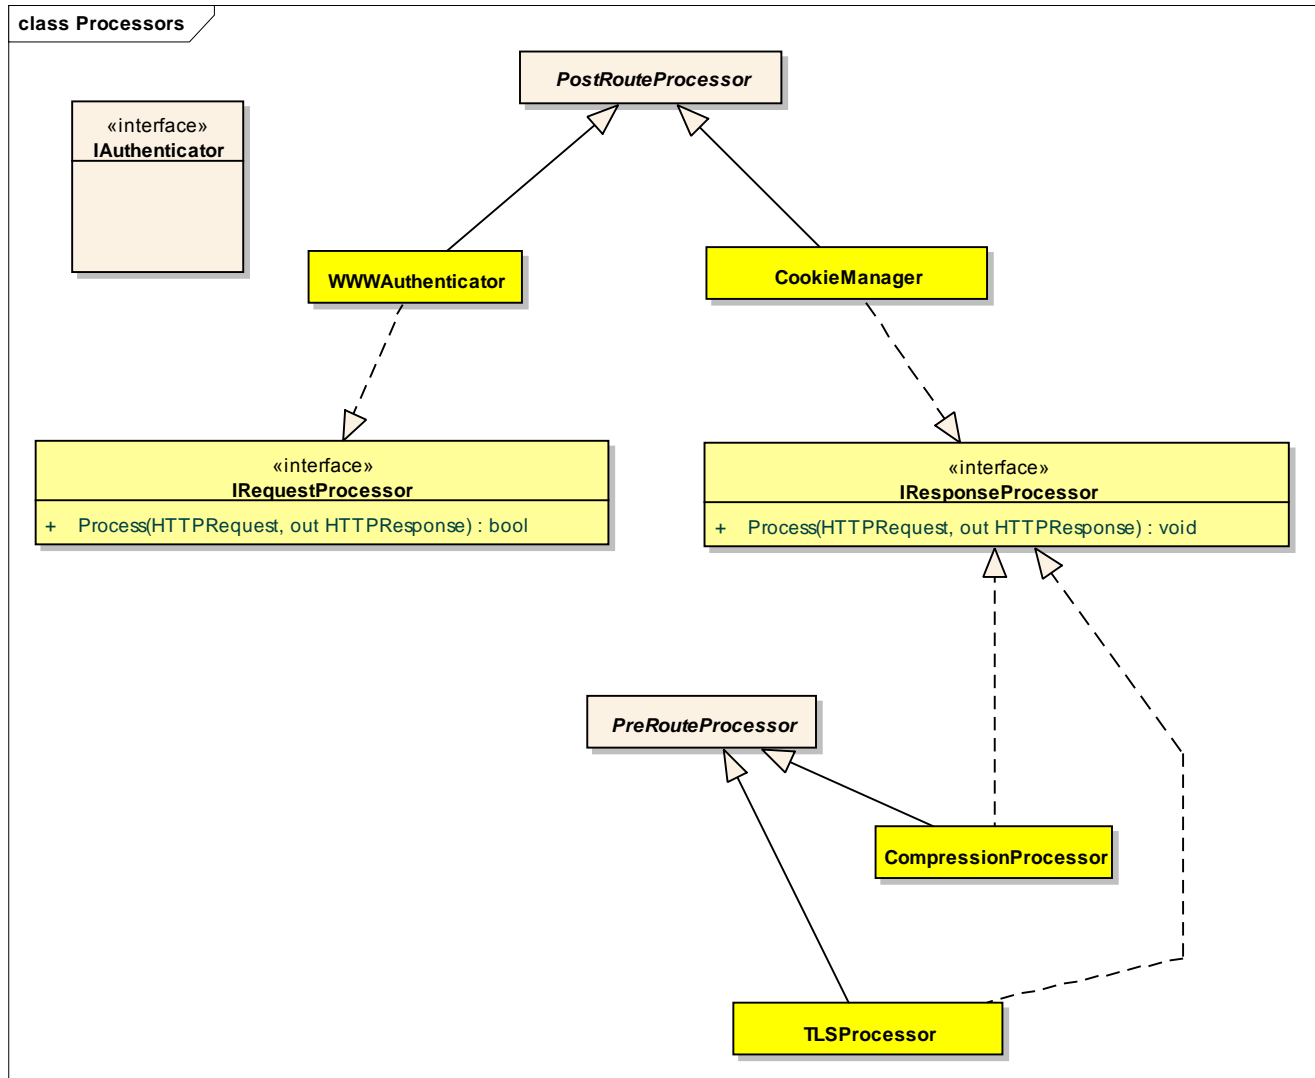 class Processors
PostRouteProcessor
«interface»
IAuthenticator
WWWAuthenticator
CookieManager
«interface»
IRequestProcessor
+ Process(HTTPRequest, out HTTPResponse) : bool
«interface»
IResponseProcessor
+ Process(HTTPRequest, out HTTPResponse) : void
PreRouteProcessor
CompressionProcessor
TLSProcessor